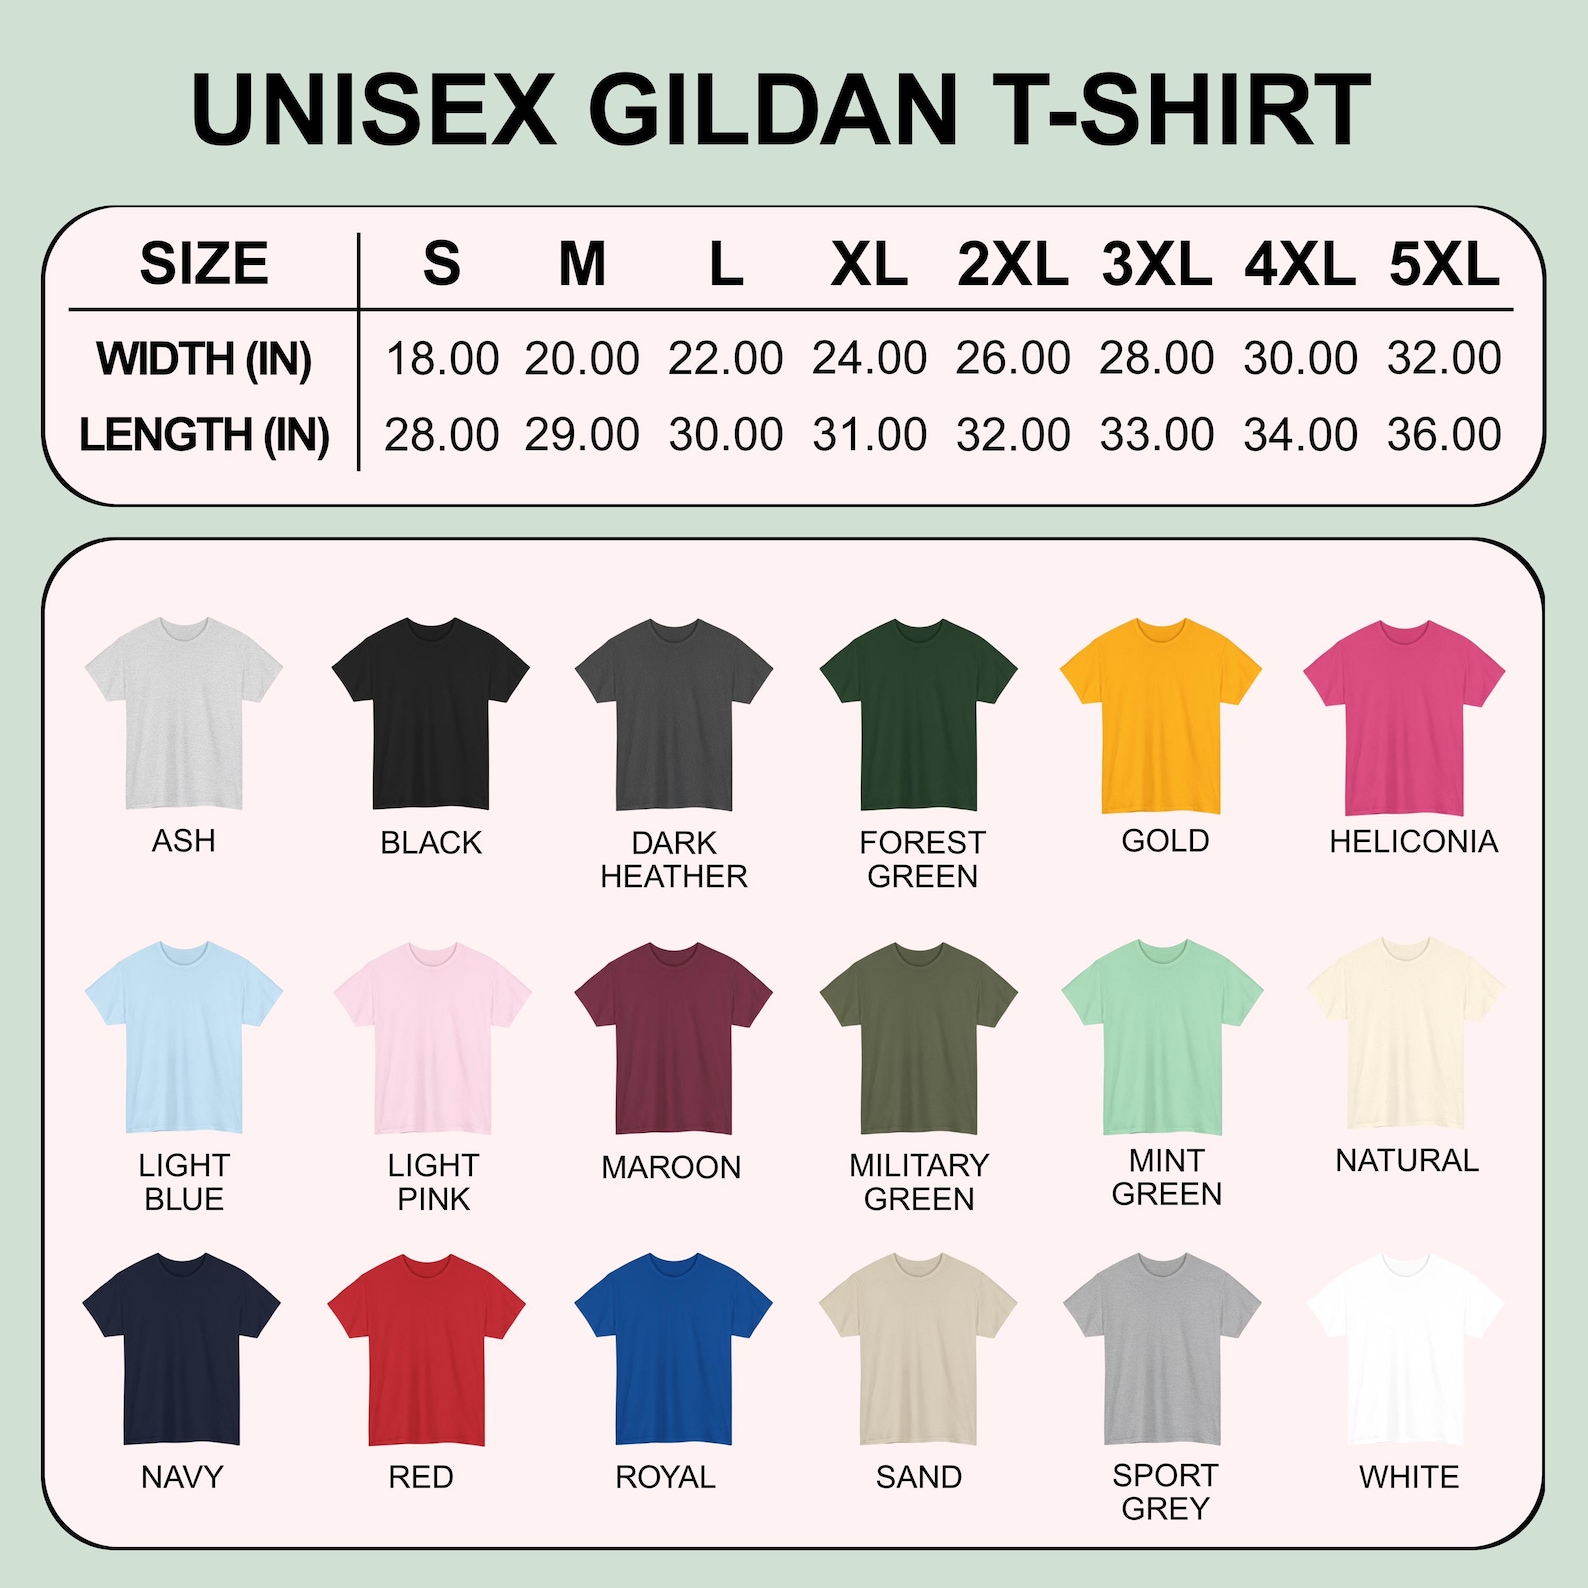 UNISEX GILDAN T-SHIRT
SIZE S M L XL 2XL 3XL 4XL 5XL
WIDTH (IN) 18.00 20.00 22.00 24.00 26.00 28.00 30.00 32.00
LENGTH (IN) 28.00 29.00 30.00 31.00 32.00 33.00 34.00 36.00
ASH
BLACK
DARK
HEATHER
FOREST
GREEN
GOLD
HELICONIA
LIGHT
BLUE
LIGHT
PINK
MAROON
MILITARY
GREEN
MINT
GREEN
NATURAL
NAVY
RED
ROYAL
SAND
SPORT
GREY
WHITE